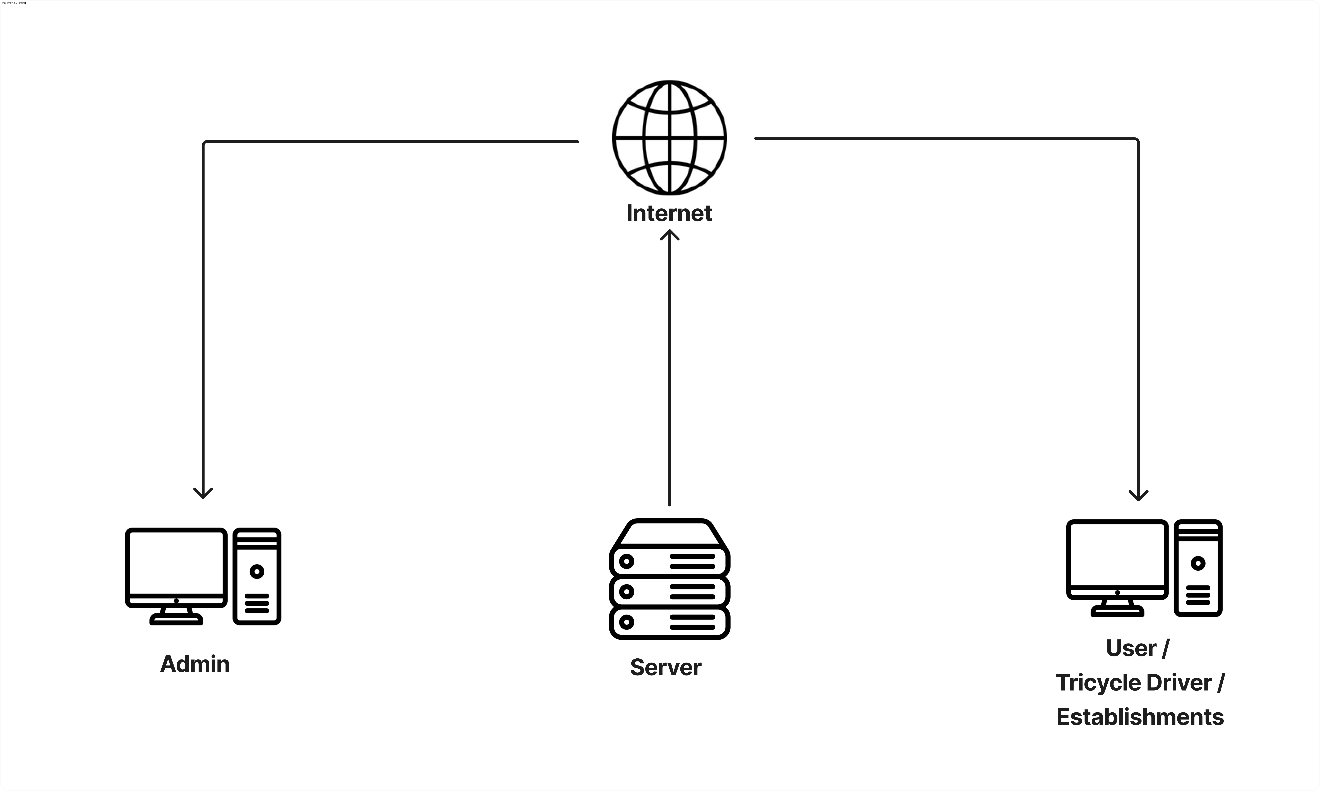 Internet
Admin
Server
User /
Tricycle Driver /
Establishments